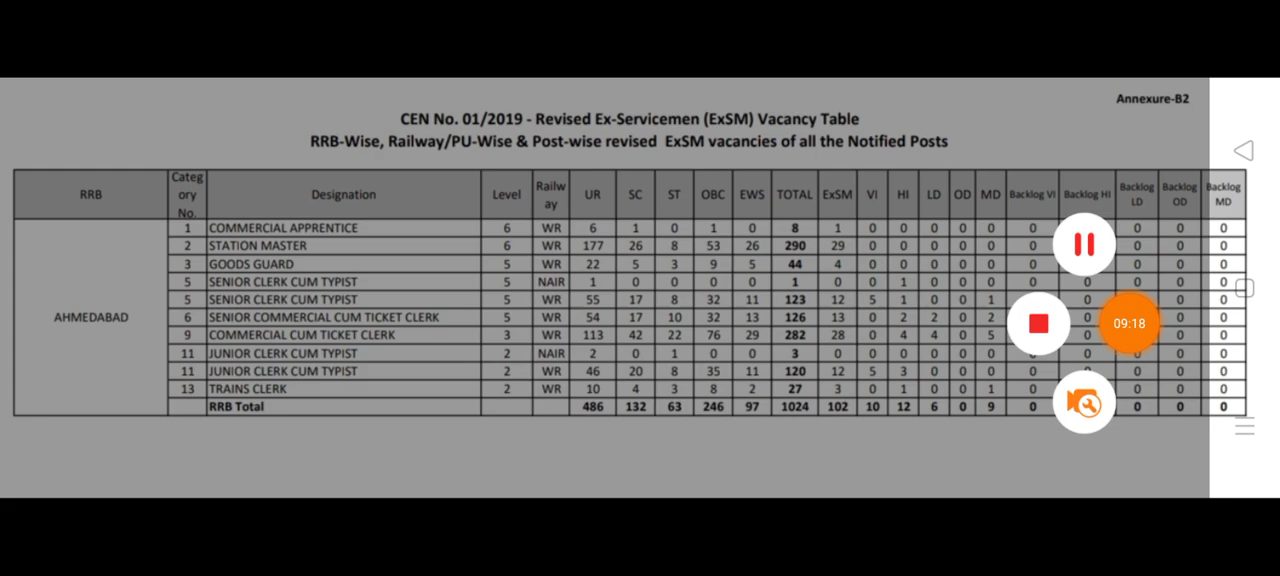 Annexure-B2
CEN No. 01/2019 - Revised Ex-Servicemen (ExSM) Vacancy Table
RRB-Wise, Railway/PU-Wise & Post-wise revised ExSM vacancies of all the Notified Posts
RRB Category No. Designation Level Railway UR SC ST OBC EWS TOTAL ExSM VI HI LD OD MD Backlog VI Backlog HI Backlog LD Backlog OD Backlog MD
1 COMMERCIAL APPRENTICE 6 WR 6 1 0 1 0 8 1 0 0 0 0 0 0 0 0 0
2 STATION MASTER 6 WR 177 26 8 53 26 290 29 0 0 0 0 0 0 0 0 0
3 GOODS GUARD 5 WR 22 5 3 9 5 44 4 0 0 0 0 0 0 0 0 0
5 SENIOR CLERK CUM TYPIST 5 NAIR 1 0 0 0 0 1 0 0 1 0 0 0 0 0 0 0 0
5 SENIOR CLERK CUM TYPIST 5 WR 55 17 8 32 11 123 12 5 1 0 0 1 0 0 0 0
AHMEDABAD 6 SENIOR COMMERCIAL CUM TICKET CLERK 5 WR 54 17 10 32 13 126 13 0 2 2 0 2 0 0 0 09:18
9 COMMERCIAL CUM TICKET CLERK 3 WR 113 42 22 76 29 282 28 0 4 4 0 5 0 0 0
11 JUNIOR CLERK CUM TYPIST 2 NAIR 2 0 1 0 0 3 0 0 0 0 0 0 0 0
11 JUNIOR CLERK CUM TYPIST 2 WR 46 20 8 35 11 120 12 5 3 0 0 0 0 0 0 0
13 TRAINS CLERK 2 WR 10 4 3 8 2 27 3 0 1 0 0 1 0 0 0 0
RRB Total 486 132 63 246 97 1024 102 10 12 6 0 9 0 0 0 0